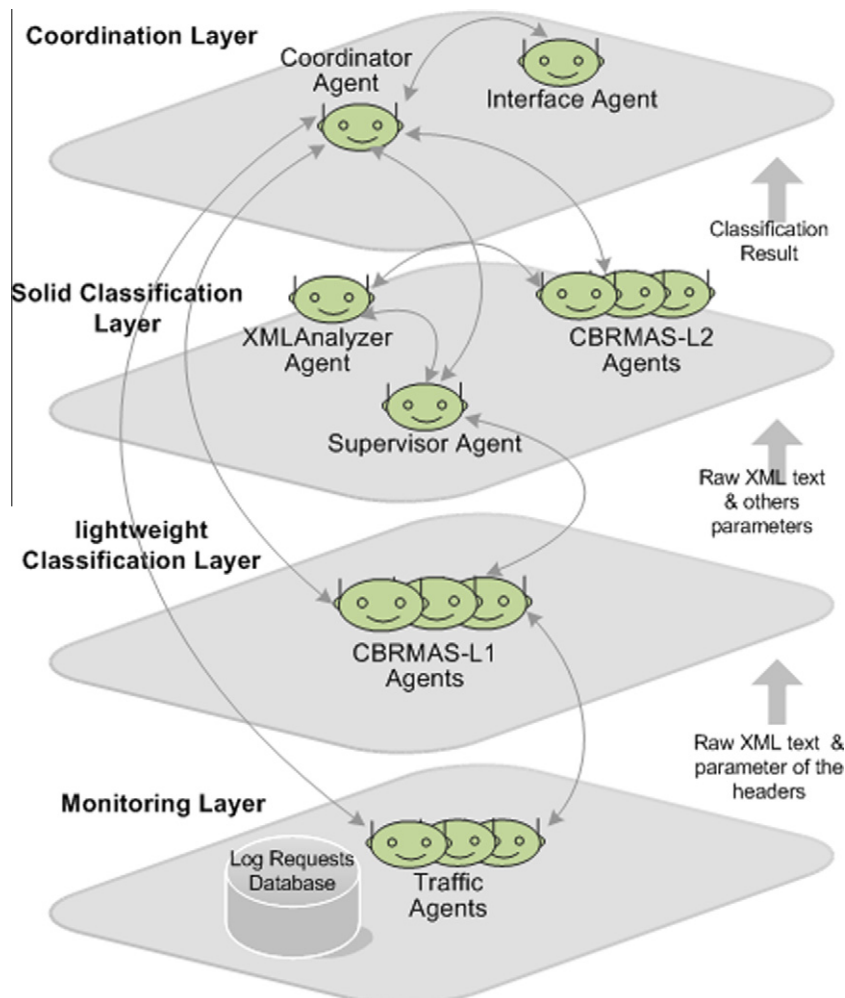 Coordination Layer
Coordinator
Agent
Interface Agent
Classification
Result
Solid Classification
Layer
XMLAnalyzer
Agent
CBRMAS-L2
Agents
Supervisor Agent
Raw XML text
& others
parameters
lightweight
Classification Layer
CBRMAS-L1
Agents
Raw XML text &
parameter of the
headers
Monitoring Layer
Log Requests
Database
Traffic
Agents